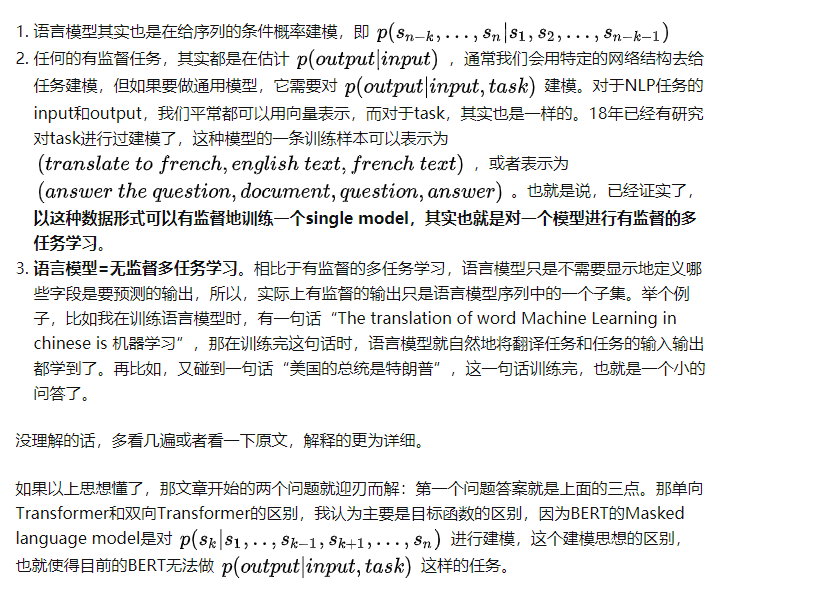 1. 语言模型其实也是在给序列的条件概率建模，即 p(s_{n-k}, ..., s_n|s_1, s_2, ..., s_{n-k-1})
2. 任何的有监督任务，其实都是在估计 p(output|input) ，通常我们会用特定的网络结构去给
任务建模，但如果要做通用模型，它需要对 p(output|input, task) 建模。对于NLP任务的
input和output，我们平常都可以用向量表示，而对于task，其实也是一样的。18年已经有研究
对task进行过建模了，这种模型的一条训练样本可以表示为
(translate to french, english text, french text) ，或者表示为
(answer the question, document, question, answer) 。也就是说，已经证实了，
以这种数据形式可以有监督地训练一个single model，其实也就是对一个模型进行有监督的多
任务学习。
3. 语言模型=无监督多任务学习。相比于有监督的多任务学习，语言模型只是不需要显示地定义哪
些字段是要预测的输出，所以，实际上有监督的输出只是语言模型序列中的一个子集。举个例
子，比如我在训练语言模型时，有一句话“The translation of word Machine Learning in
chinese is 机器学习”，那在训练完这句话时，语言模型就自然地将翻译任务和任务的输入输出
都学到了。再比如，又碰到一句话“美国的总统是特朗普”，这一句话训练完，也就是一个小的
问答了。
没理解的话，多看几遍或者看一下原文，解释的更为详细。
如果以上思想懂了，那文章开始的两个问题就迎刃而解：第一个问题答案就是上面的三点。那单向
Transformer和双向Transformer的区别，我认为主要是目标函数的区别，因为BERT的Masked
language model是对 p(s_k|s_1, .., s_{k-1}, s_{k+1}, ..., s_n) 进行建模，这个建模思想的区别，
也就使得目前的BERT无法做 p(output|input, task) 这样的任务。